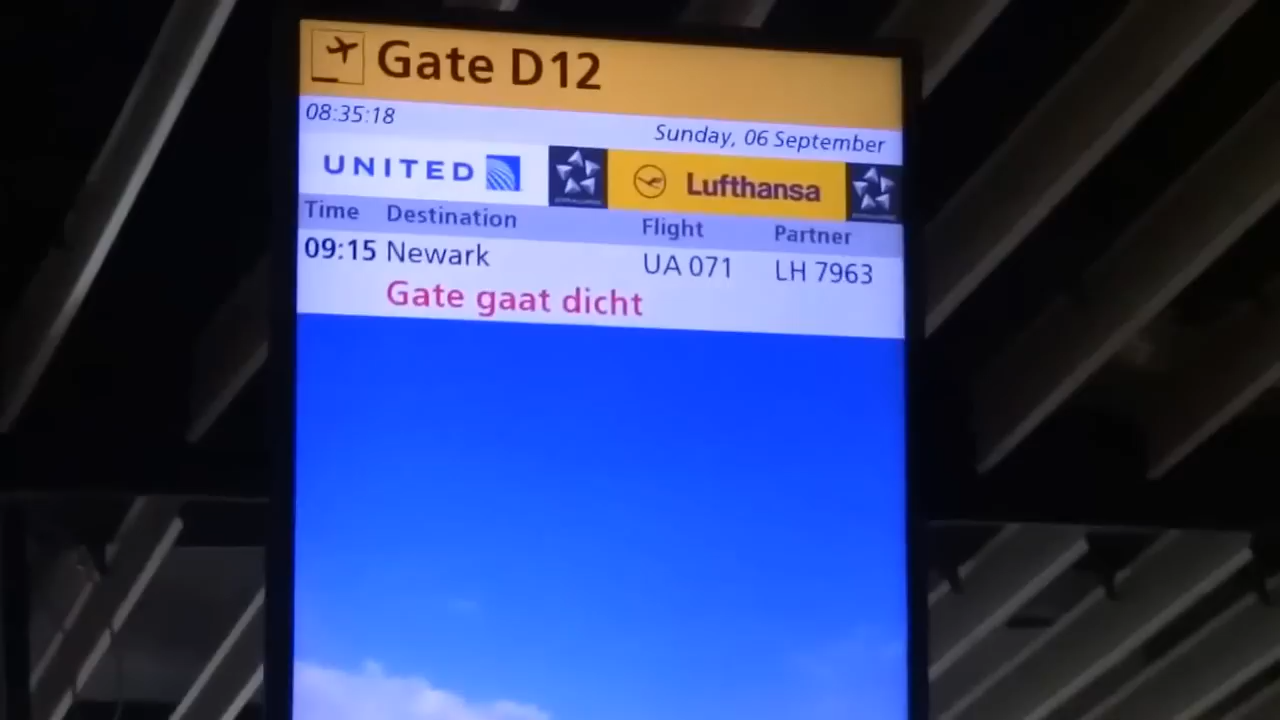 Gate D12
08:35:18
Sunday, 06 September
UNITED
Lufthansa
Time Destination Flight Partner
09:15 Newark UA 071 LH 7963
Gate gaat dicht